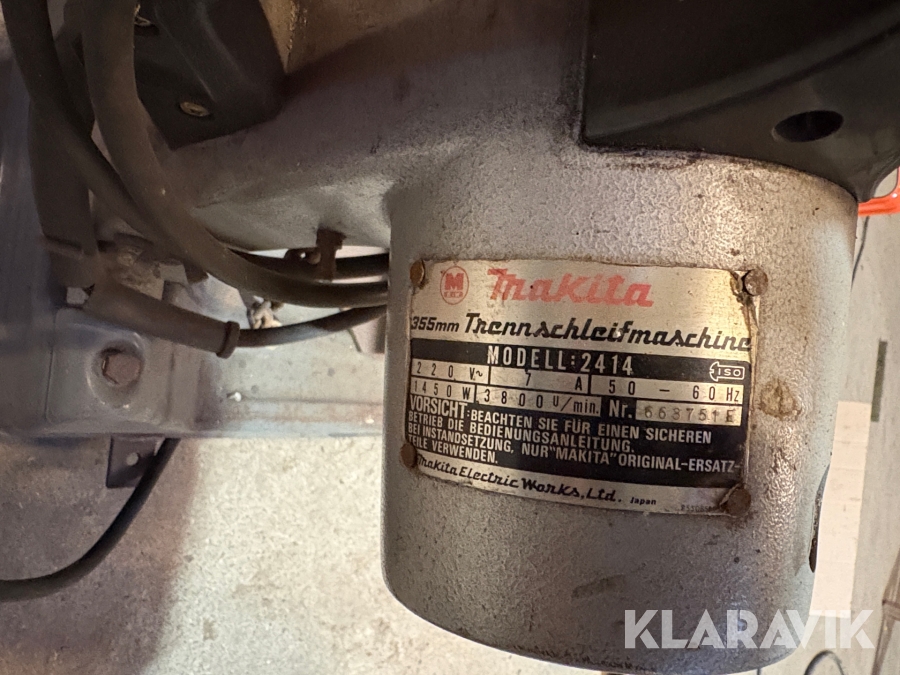 M Makita
355mm Trennschleifmaschine
MODELL: 2414
ISO
220 V~ 7 A 50 - 60 Hz
1450 W 3800 U/min. Nr. 668751E
VORSICHT: BEACHTEN SIE FÜR EINEN SICHEREN
BETRIEB DIE BEDIENUNGSANLEITUNG.
BEI INSTANDSETZUNG, NUR "MAKITA" ORIGINAL-ERSATZ-
TEILE VERWENDEN.
Makita Electric Works, Ltd. Japan
KLARAVIK